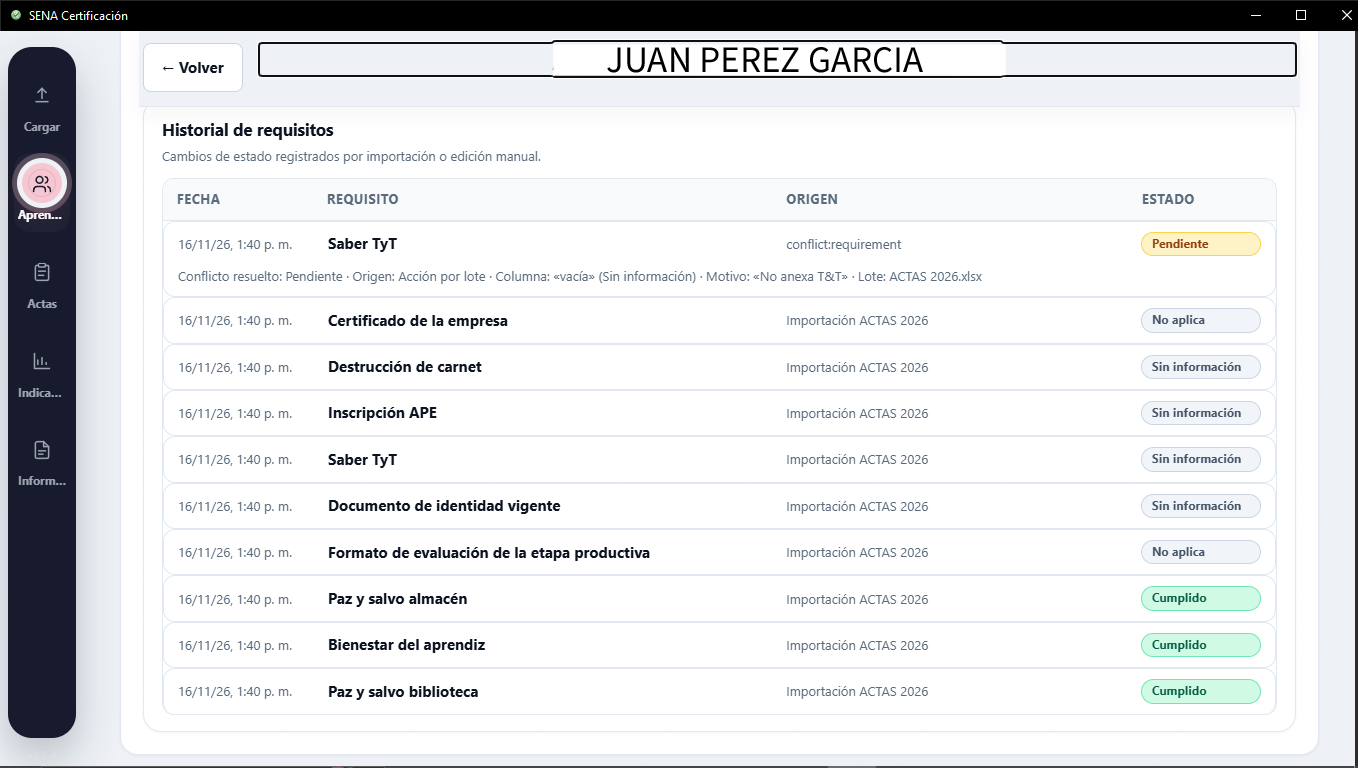 SENA Certificación
← Volver
JUAN PEREZ GARCIA
Cargar
Apren...
Actas
Indica...
Inform...
Historial de requisitos
Cambios de estado registrados por importación o edición manual.
FECHA REQUISITO ORIGEN ESTADO
16/11/26, 1:40 p. m. Saber TyT conflict:requirement Pendiente
Conflicto resuelto: Pendiente · Origen: Acción por lote · Columna: «vacía» (Sin información) · Motivo: «No anexa T&T» · Lote: ACTAS 2026.xlsx
16/11/26, 1:40 p. m. Certificado de la empresa Importación ACTAS 2026 No aplica
16/11/26, 1:40 p. m. Destrucción de carnet Importación ACTAS 2026 Sin información
16/11/26, 1:40 p. m. Inscripción APE Importación ACTAS 2026 Sin información
16/11/26, 1:40 p. m. Saber TyT Importación ACTAS 2026 Sin información
16/11/26, 1:40 p. m. Documento de identidad vigente Importación ACTAS 2026 Sin información
16/11/26, 1:40 p. m. Formato de evaluación de la etapa productiva Importación ACTAS 2026 No aplica
16/11/26, 1:40 p. m. Paz y salvo almacén Importación ACTAS 2026 Cumplido
16/11/26, 1:40 p. m. Bienestar del aprendiz Importación ACTAS 2026 Cumplido
16/11/26, 1:40 p. m. Paz y salvo biblioteca Importación ACTAS 2026 Cumplido